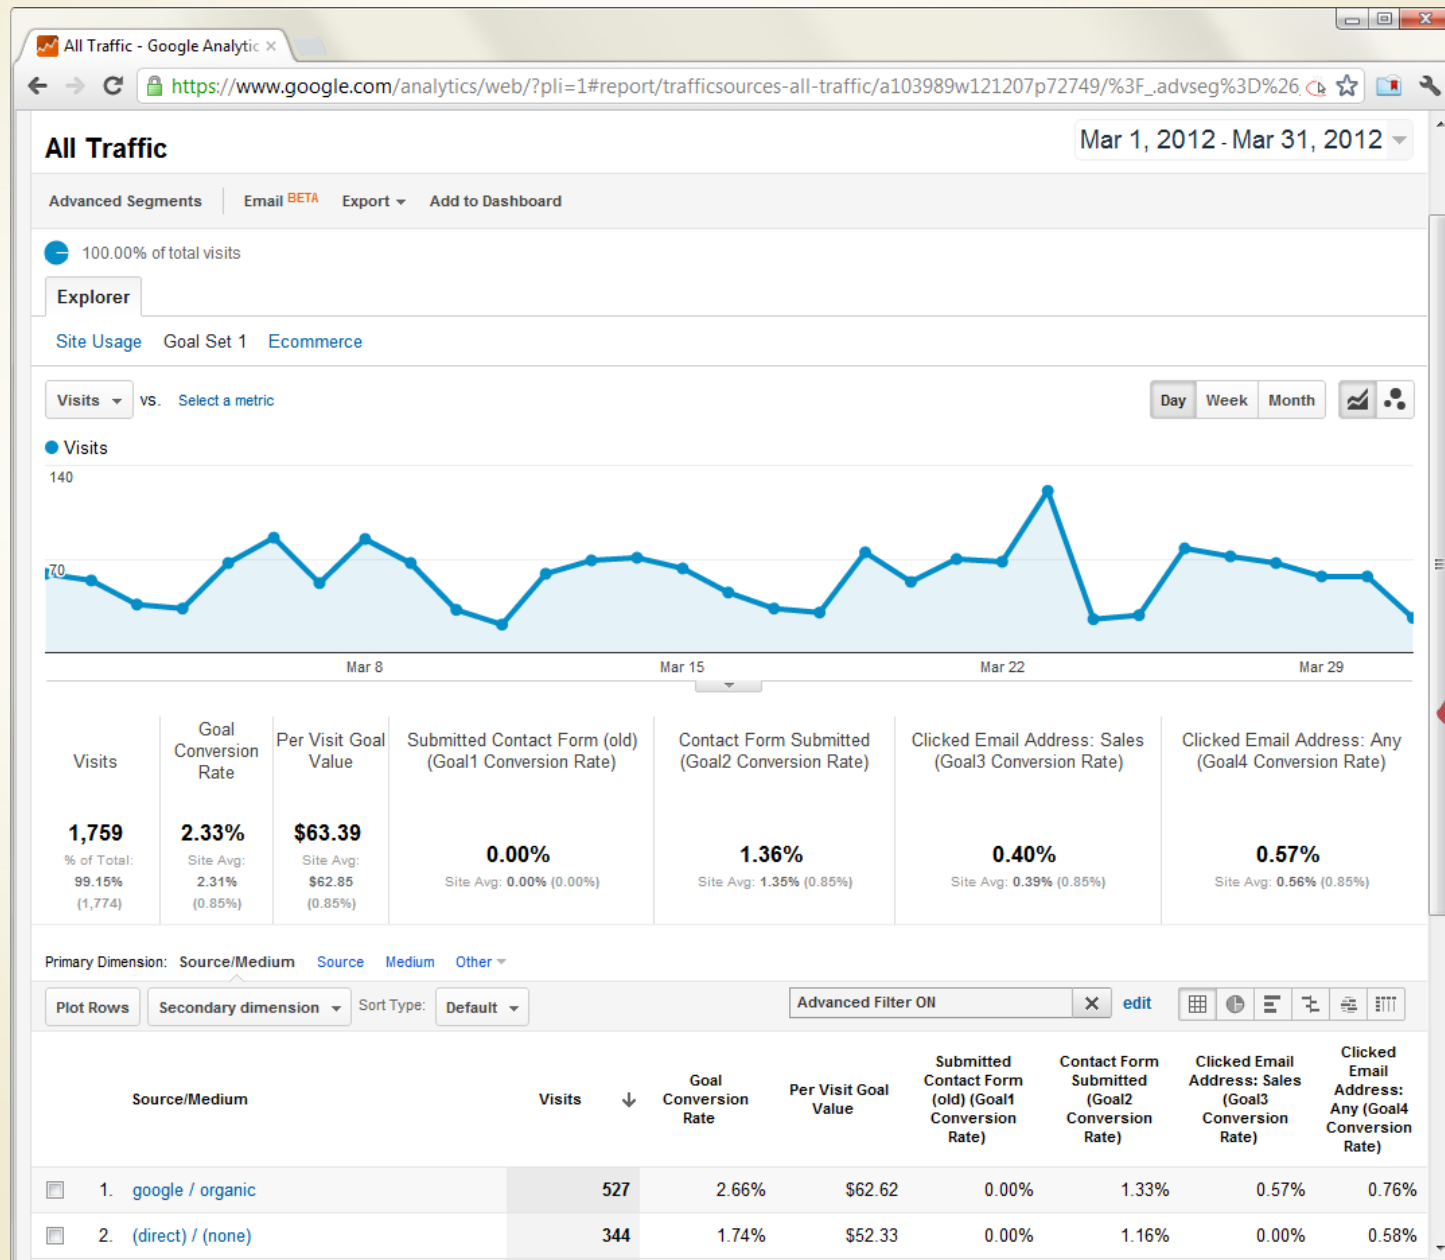 All Traffic - Google Analytic
https://www.google.com/analytics/web/?pli=1#report/trafficsources-all-traffic/a103989w121207p72749/%3F_.advseg%3D%26
All Traffic
Mar 1, 2012 - Mar 31, 2012
Advanced Segments Email BETA Export Add to Dashboard
100.00% of total visits
Explorer
Site Usage Goal Set 1 Ecommerce
Visits VS. Select a metric
Day Week Month
Visits
140
70
Mar 8 Mar 15 Mar 22 Mar 29
Visits
Goal
Conversion
Rate
Per Visit Goal
Value
Submitted Contact Form (old)
(Goal1 Conversion Rate)
Contact Form Submitted
(Goal2 Conversion Rate)
Clicked Email Address: Sales
(Goal3 Conversion Rate)
Clicked Email Address: Any
(Goal4 Conversion Rate)
1,759
% of Total:
99.15%
(1,774)
2.33%
Site Avg:
2.31%
(0.85%)
$63.39
Site Avg:
$62.85
(0.85%)
0.00%
Site Avg: 0.00% (0.00%)
1.36%
Site Avg: 1.35% (0.85%)
0.40%
Site Avg: 0.39% (0.85%)
0.57%
Site Avg: 0.56% (0.85%)
Primary Dimension: Source/Medium Source Medium Other
Plot Rows Secondary dimension Sort Type: Default Advanced Filter ON edit
Source/Medium
Visits
Goal
Conversion
Rate
Per Visit Goal
Value
Submitted
Contact Form
(old) (Goal1
Conversion
Rate)
Contact Form
Submitted
(Goal2
Conversion
Rate)
Clicked Email
Address: Sales
(Goal3
Conversion
Rate)
Clicked
Email
Address:
Any (Goal4
Conversion
Rate)
1. google / organic 527 2.66% $62.62 0.00% 1.33% 0.57% 0.76%
2. (direct) / (none) 344 1.74% $52.33 0.00% 1.16% 0.00% 0.58%